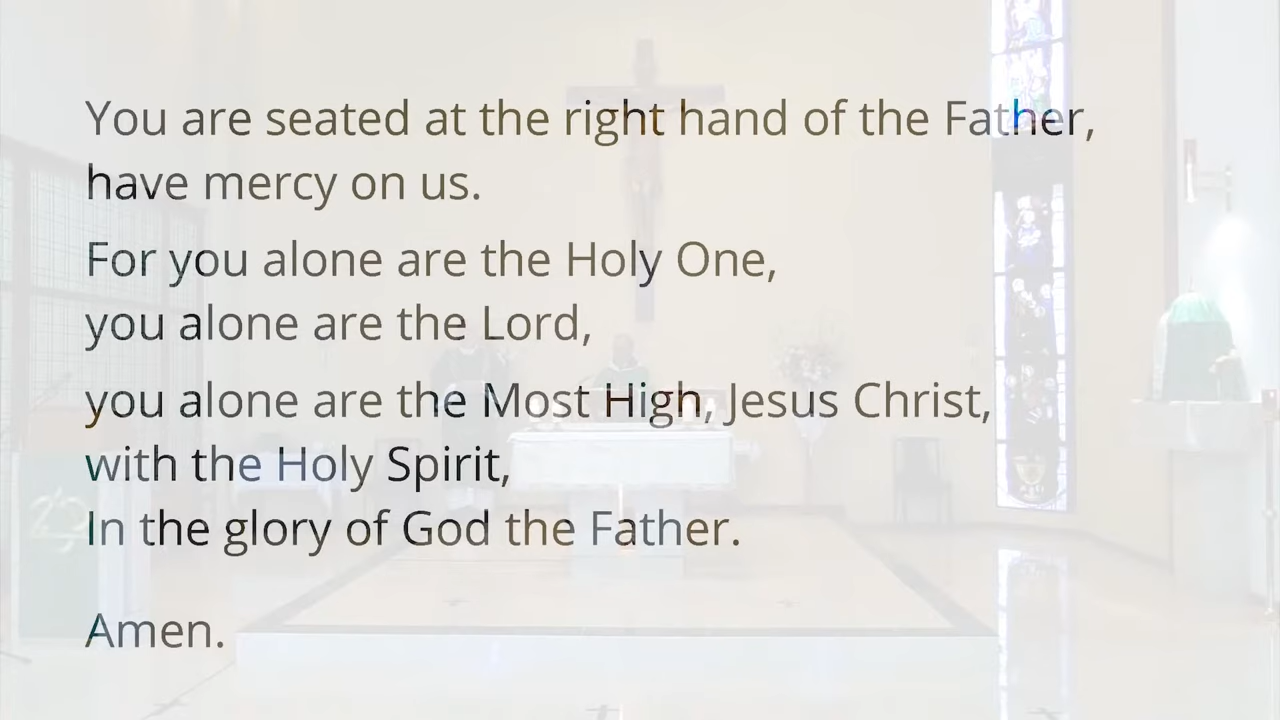 You are seated at the right hand of the Father,
have mercy on us.
For you alone are the Holy One,
you alone are the Lord,
you alone are the Most High, Jesus Christ,
with the Holy Spirit,
In the glory of God the Father.
Amen.